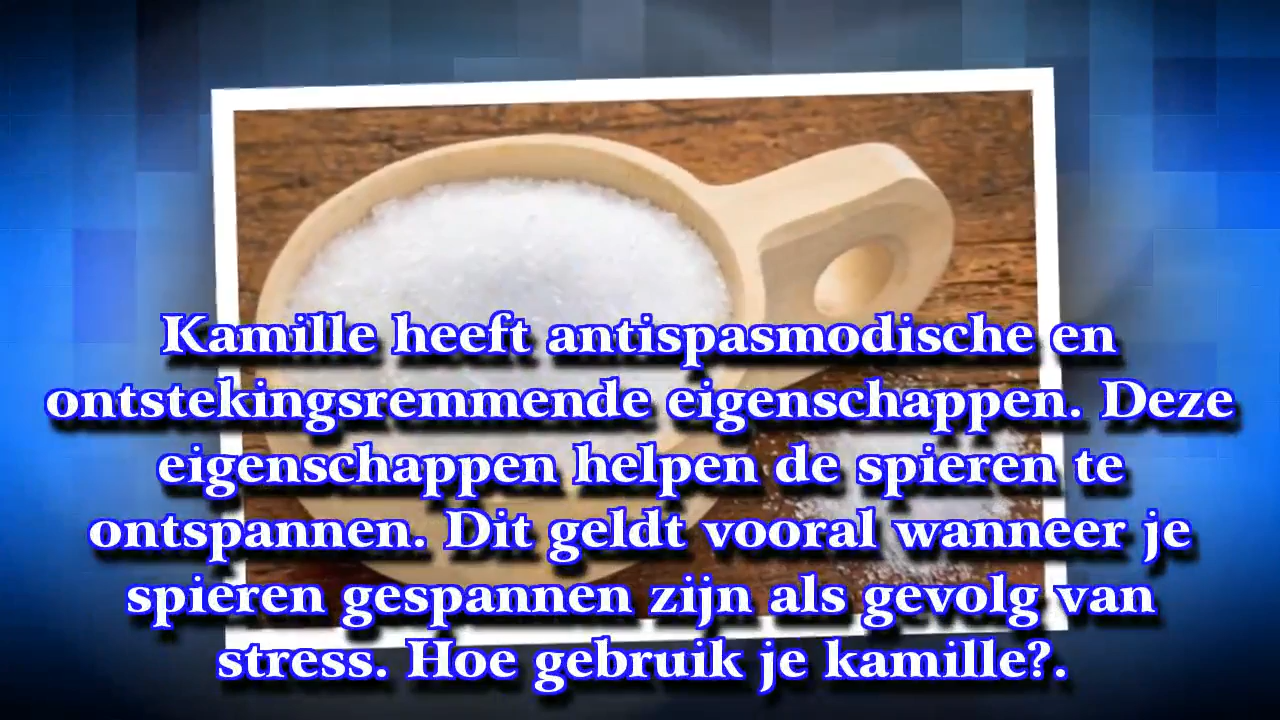 Kamille heeft antispasmodische en
ontstekingsremmende eigenschappen. Deze
eigenschappen helpen de spieren te
ontspannen. Dit geldt vooral wanneer je
spieren gespannen zijn als gevolg van
stress. Hoe gebruik je kamille?.